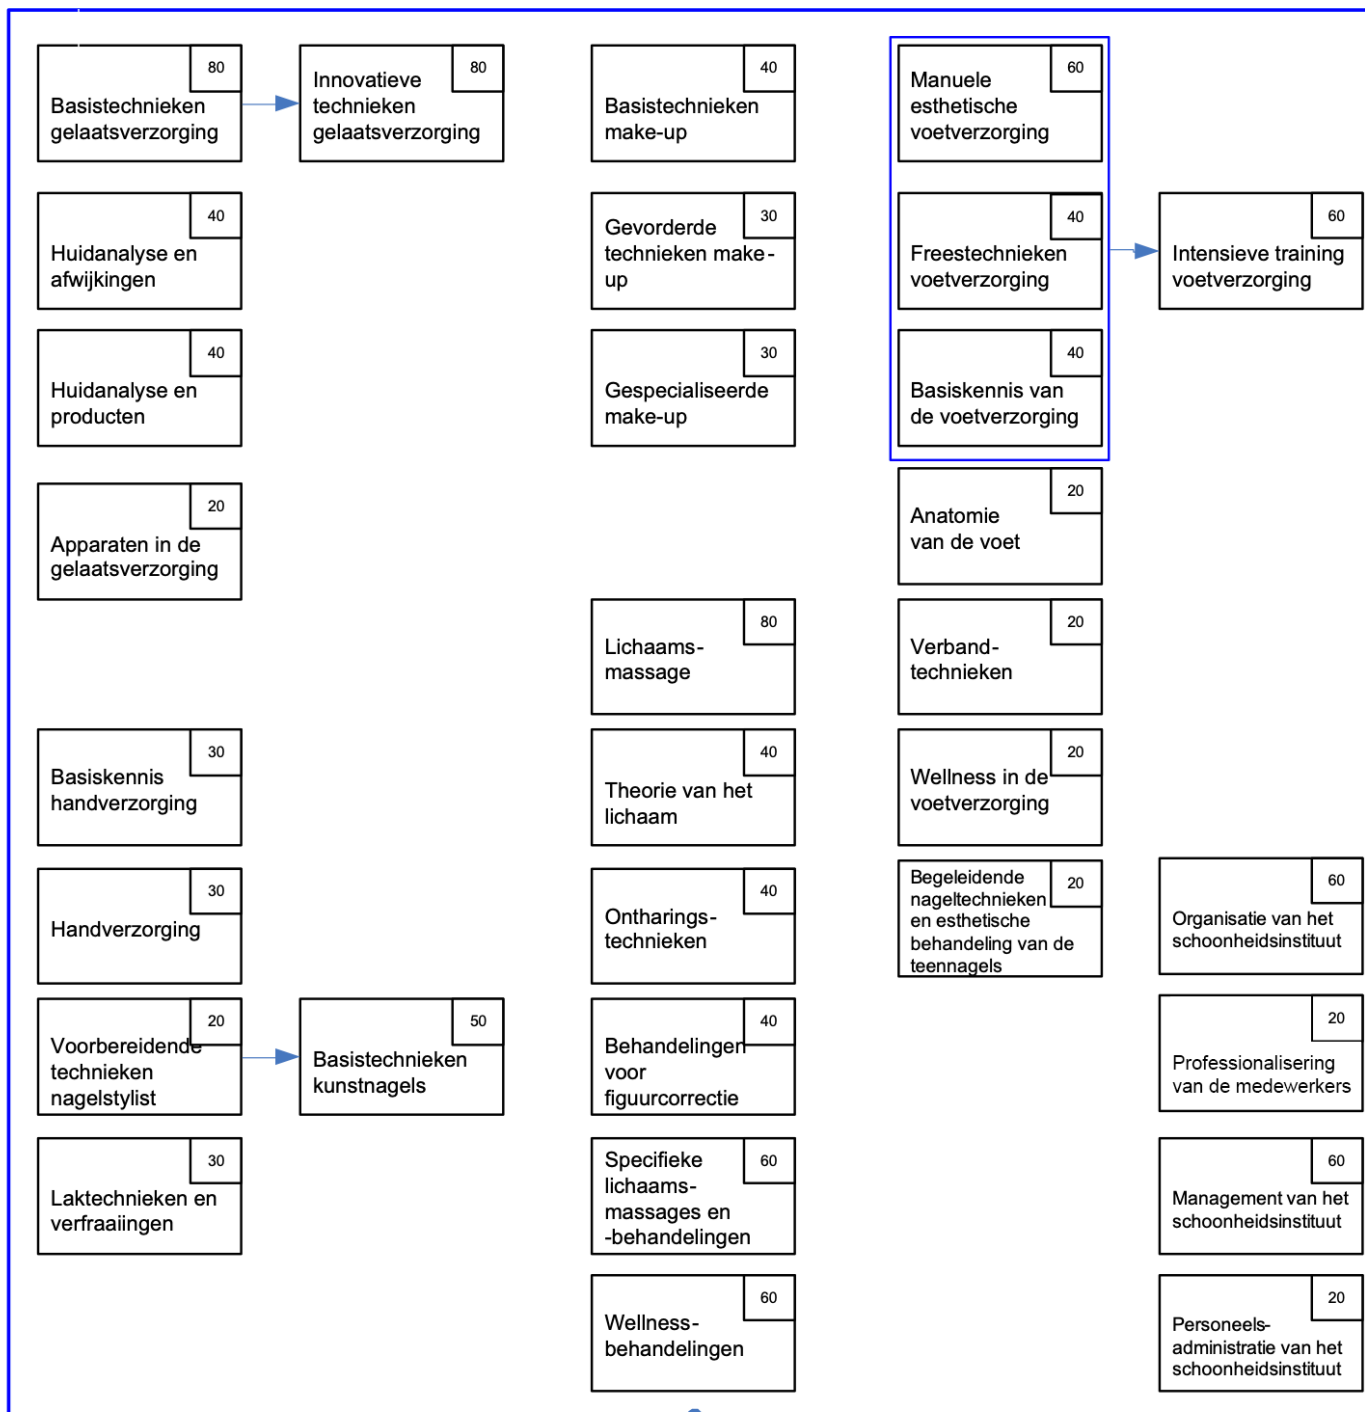 80
Basistechnieken
gelaatsverzorging
80
Innovatieve
technieken
gelaatsverzorging
40
Basistechnieken
make-up
60
Manuele
esthetische
voetverzorging
40
Huidanalyse en
afwijkingen
30
Gevorderde
technieken make-
up
40
Freestechnieken
voetverzorging
60
Intensieve training
voetverzorging
40
Huidanalyse en
producten
30
Gespecialiseerde
make-up
40
Basiskennis van
de voetverzorging
20
Apparaten in de
gelaatsverzorging
20
Anatomie
van de voet
80
Lichaams-
massage
20
Verband-
technieken
30
Basiskennis
handverzorging
40
Theorie van het
lichaam
20
Wellness in de
voetverzorging
30
Handverzorging
40
Ontharings-
technieken
20
Begeleidende
nageltechnieken
en esthetische
behandeling van de
teennagels
60
Organisatie van het
schoonheidsinstituut
20
Voorbereidende
technieken
nagelstylist
50
Basistechnieken
kunstnagels
40
Behandelingen
voor
figuurcorrectie
20
Professionalisering
van de medewerkers
30
Laktechnieken en
verfraaiingen
60
Specifieke
lichaams-
massages en
-behandelingen
60
Management van het
schoonheidsinstituut
60
Wellness-
behandelingen
20
Personeels-
administratie van het
schoonheidsinstituut